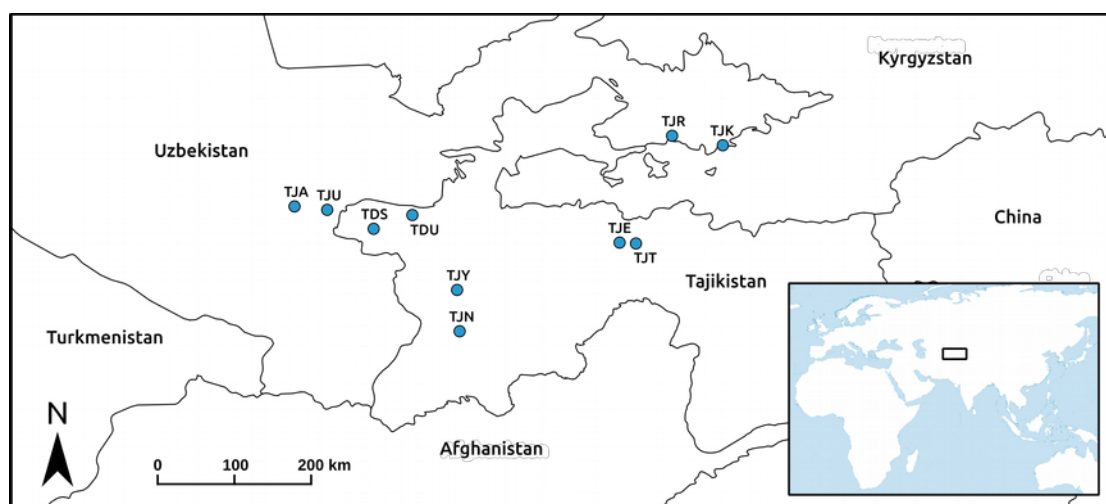 Kyrgyzstan
TJR
TJK
Uzbekistan
TJA
TJU
TDS
TDU
China
TJE
TJT
TJY
Tajikistan
TJN
Turkmenistan
N
Afghanistan
0 100 200 km